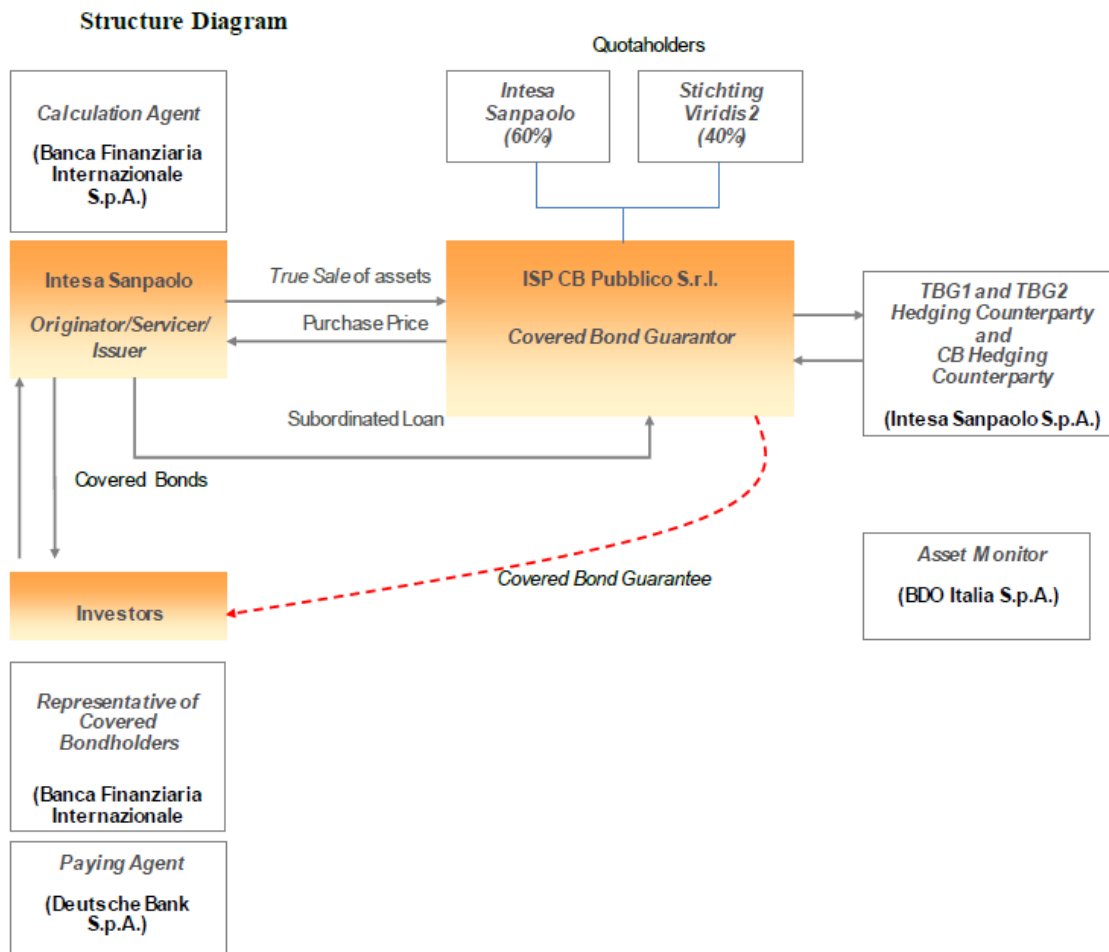 Structure Diagram
Quotaholders
Calculation Agent
(Banca Finanziaria
Internazionale
S.p.A.)
Intesa
Sanpaolo
(60%)
Stichting
Viridis2
(40%)
Intesa Sanpaolo
Originator/Servicer/
Issuer
True Sale of assets
Purchase Price
ISP CB Pubblico S.r.l.
Covered Bond Guarantor
TBG1 and TBG2
Hedging Counterparty
and
CB Hedging
Counterparty
(Intesa Sanpaolo S.p.A.)
Subordinated Loan
Covered Bonds
Covered Bond Guarantee
Asset Monitor
(BDO Italia S.p.A.)
Investors
Representative of
Covered
Bondholders
(Banca Finanziaria
Internazionale
Paying Agent
(Deutsche Bank
S.p.A.)